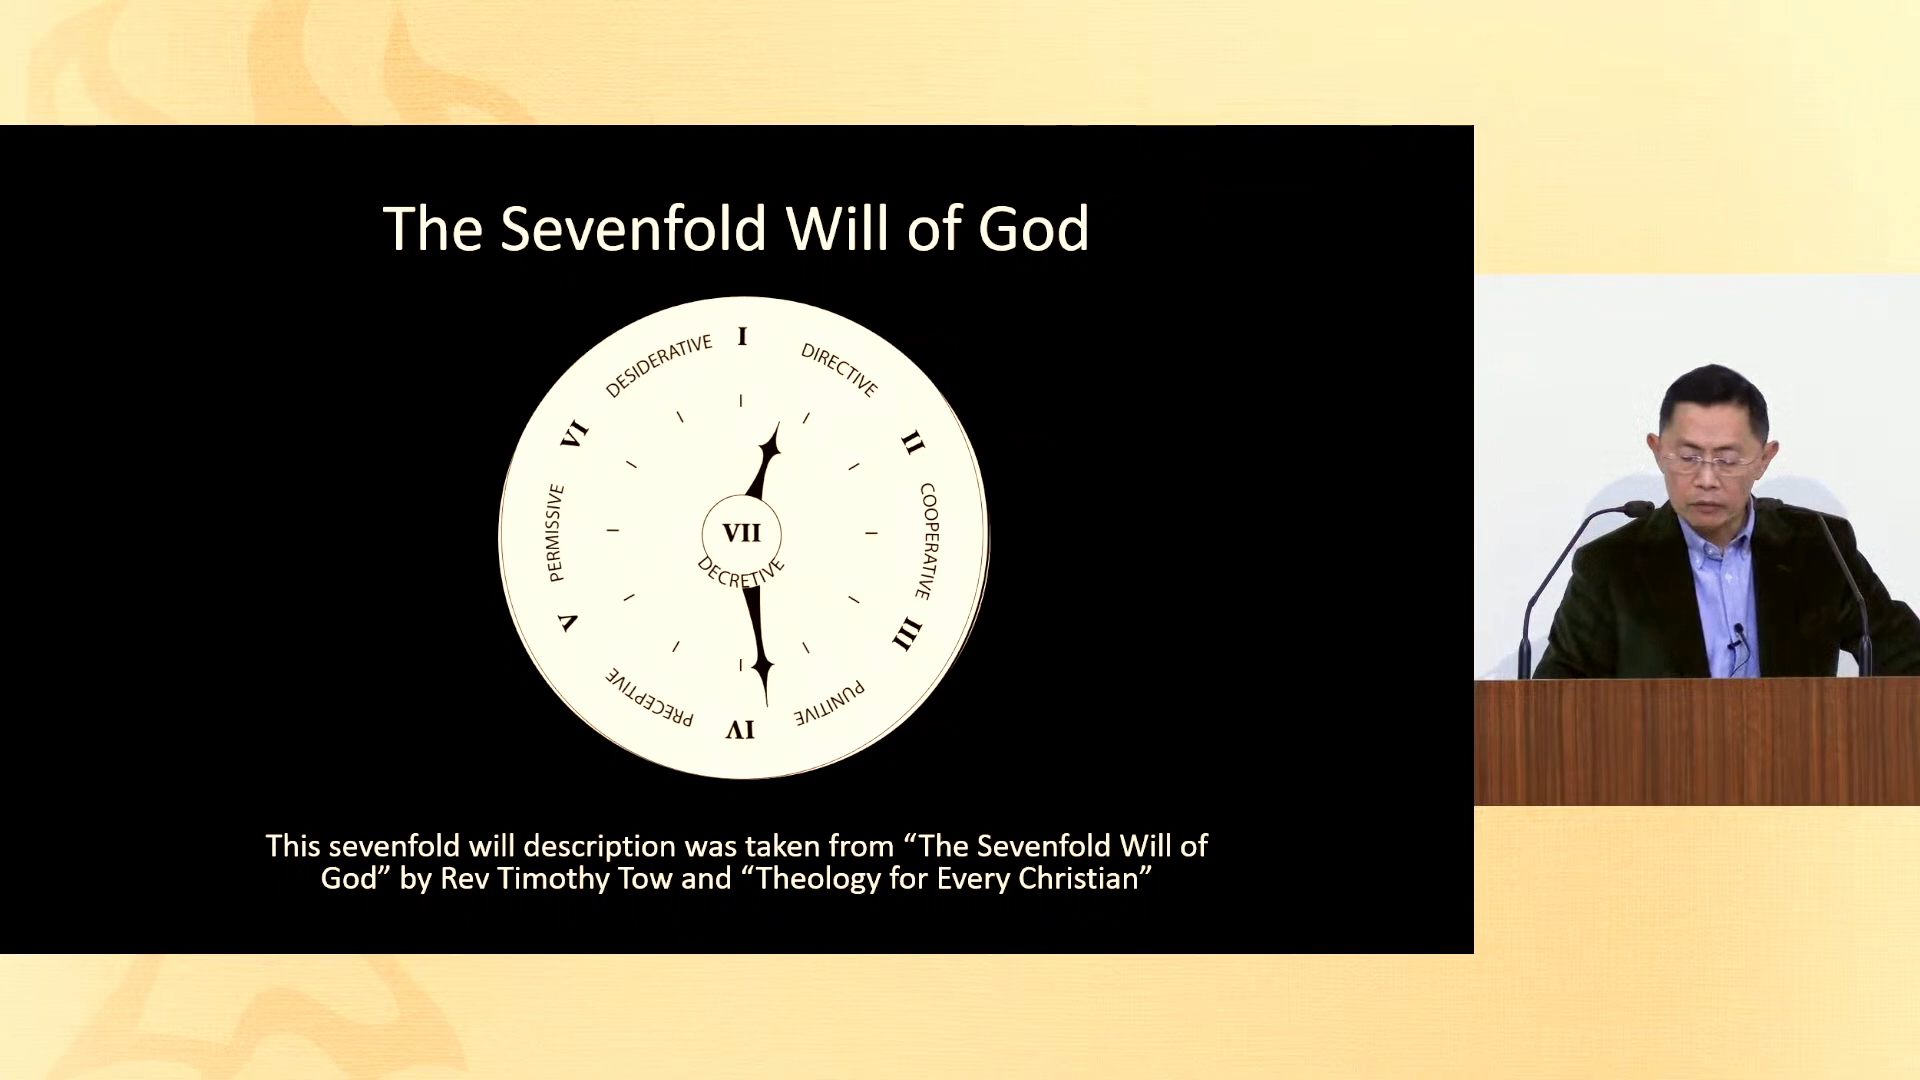 The Sevenfold Will of God
I
DIRECTIVE
II
COOPERATIVE
III
PUNITIVE
IV
PRECEPTIVE
V
PERMISSIVE
VI
DESIDERATIVE
VII
DECRETIVE
This sevenfold will description was taken from “The Sevenfold Will of
God” by Rev Timothy Tow and “Theology for Every Christian”